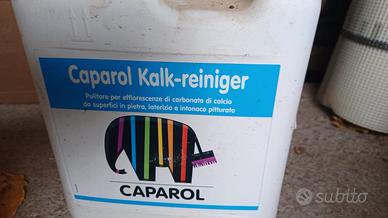 Caparol Kalk-reiniger
Pulitore per efflorescenze di carbonato di calcio
da superfici in pietra, laterizio e intonaco pitturato
CAPAROL
subito